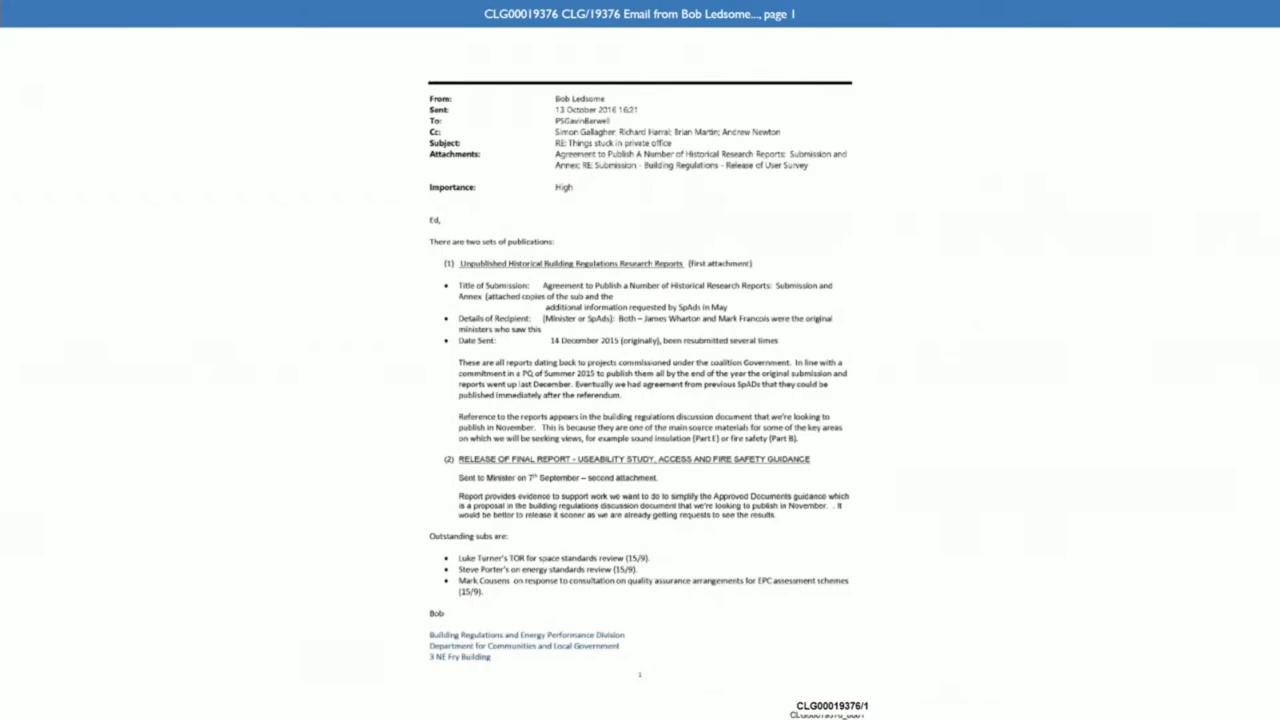 CLG00019376 CLG/19376 Email from Bob Ledsome..., page 1
From: Bob Ledsome
Sent: 13 October 2016 16:21
To: PSGavinBarwell
Cc: Simon Gallagher; Richard Harral; Brian Martin; Andrew Newton
Subject: RE: Things stuck in private office
Attachments: Agreement to Publish A Number of Historical Research Reports: Submission and
Annex; RE: Submission - Building Regulations - Release of User Survey
Importance: High
Ed,
There are two sets of publications:
(1) Unpublished Historical Building Regulations Research Reports (first attachment)
• Title of Submission: Agreement to Publish a Number of Historical Research Reports: Submission and
Annex (attached copies of the sub and the
additional information requested by SpAds in May
• Details of Recipient: (Minister or SpAds): Both – James Wharton and Mark Francois were the original
ministers who saw this
• Date Sent: 14 December 2015 (originally), been resubmitted several times
These are all reports dating back to projects commissioned under the coalition Government. In line with a
commitment in a PQ of Summer 2015 to publish them all by the end of the year the original submission and
reports went up last December. Eventually we had agreement from previous SpADs that they could be
published immediately after the referendum.
Reference to the reports appears in the building regulations discussion document that we're looking to
publish in November. This is because they are one of the main source materials for some of the key areas
on which we will be seeking views, for example sound insulation (Part E) or fire safety (Part B).
(2) RELEASE OF FINAL REPORT - USEABILITY STUDY, ACCESS AND FIRE SAFETY GUIDANCE
Sent to Minister on 7th September – second attachment.
Report provides evidence to support work we want to do to simplify the Approved Documents guidance which
is a proposal in the building regulations discussion document that we're looking to publish in November. . It
would be better to release it sooner as we are already getting requests to see the results.
Outstanding subs are:
• Luke Turner's TOR for space standards review (15/9).
• Steve Porter's on energy standards review (15/9).
• Mark Cousens on response to consultation on quality assurance arrangements for EPC assessment schemes
(15/9).
Bob
Building Regulations and Energy Performance Division
Department for Communities and Local Government
3 NE Fry Building
1
CLG00019376/1
CLG00019376_0001